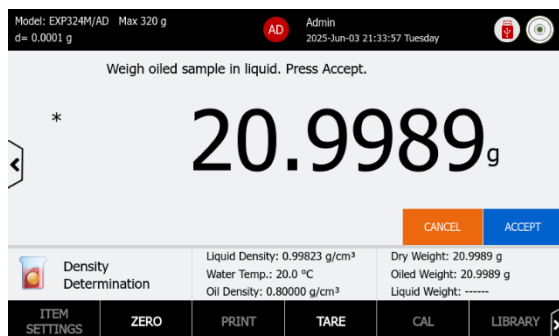 Model: EXP324M/AD Max 320 g
d= 0.0001 g
AD
Admin
2025-Jun-03 21:33:57 Tuesday
Weigh oiled sample in liquid. Press Accept.
*
20.9989 g
CANCEL
ACCEPT
Density
Determination
Liquid Density: 0.99823 g/cm³
Water Temp.: 20.0 °C
Oil Density: 0.80000 g/cm³
Dry Weight: 20.9989 g
Oiled Weight: 20.9989 g
Liquid Weight: ------
ITEM
SETTINGS
ZERO
PRINT
TARE
CAL
LIBRARY